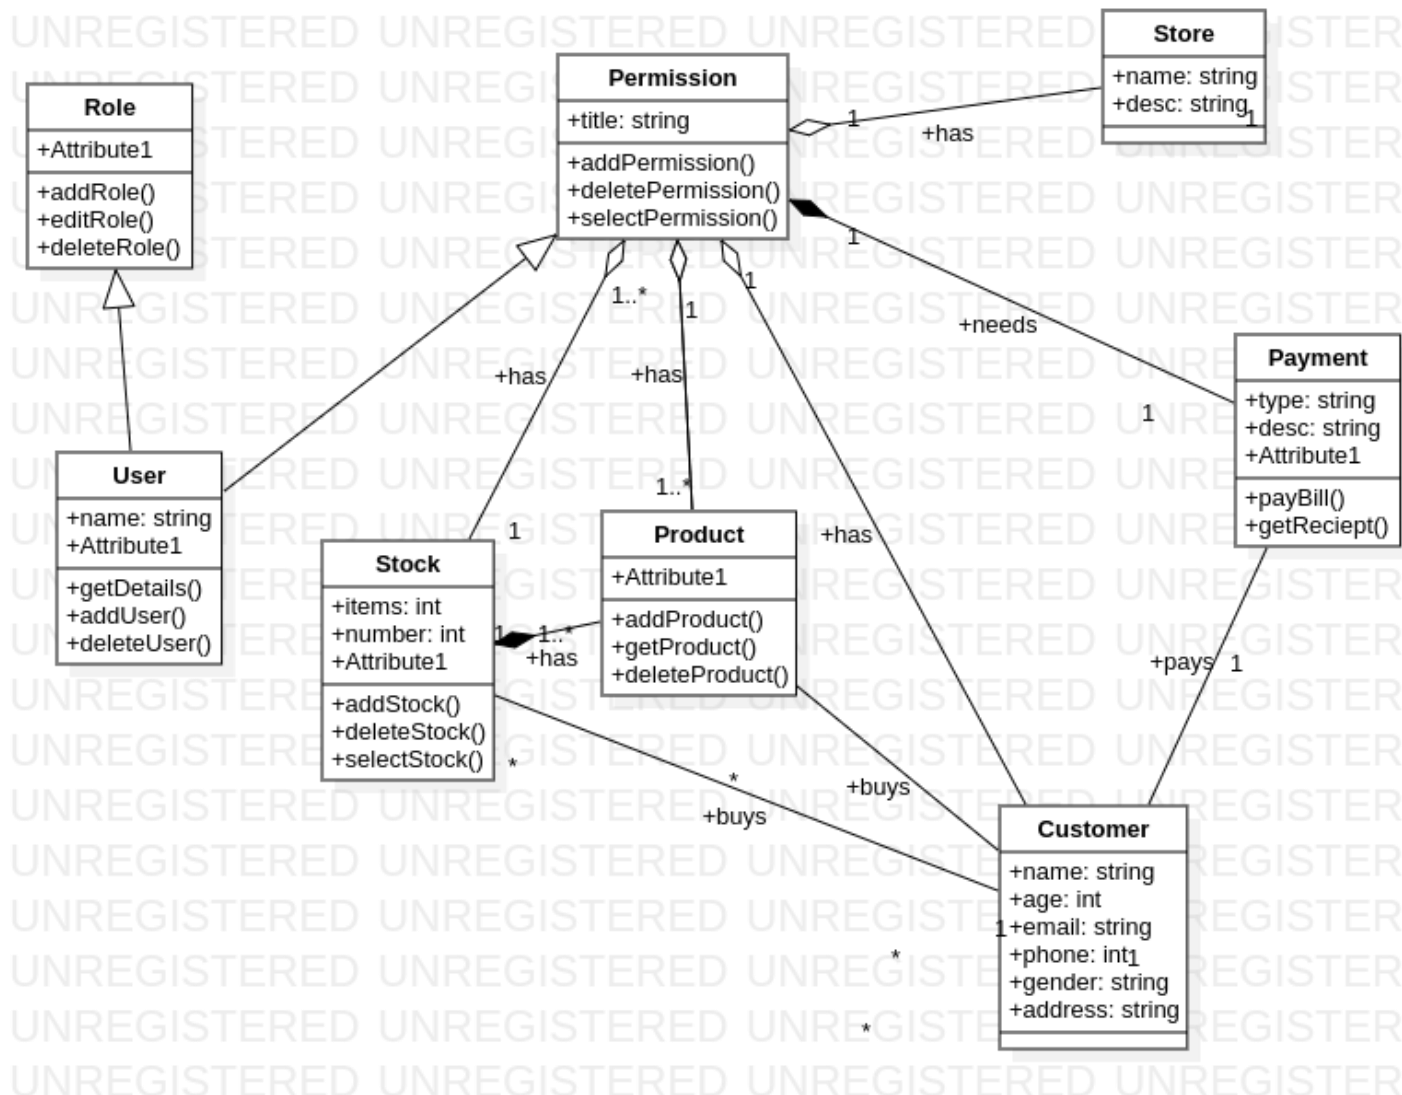 UNREGISTERED UNREGISTERED UNREGISTERED UNREGISTERED
Store
+name: string
+desc: string
1
Permission
+title: string
+addPermission()
+deletePermission()
+selectPermission()
1
+has
Role
+Attribute1
+addRole()
+editRole()
+deleteRole()
1
+needs
1
1..*
1
1
+has
+has
+has
1..*
1
Payment
+type: string
+desc: string
+Attribute1
+payBill()
+getReciept()
User
+name: string
+Attribute1
+getDetails()
+addUser()
+deleteUser()
Stock
+items: int
+number: int
+Attribute1
+addStock()
+deleteStock()
+selectStock()
1
1..*
+has
Product
+Attribute1
+addProduct()
+getProduct()
+deleteProduct()
+pays
1
*
*
+buys
+buys
Customer
+name: string
+age: int
1
+email: string
+phone: int
1
+gender: string
+address: string
*
*